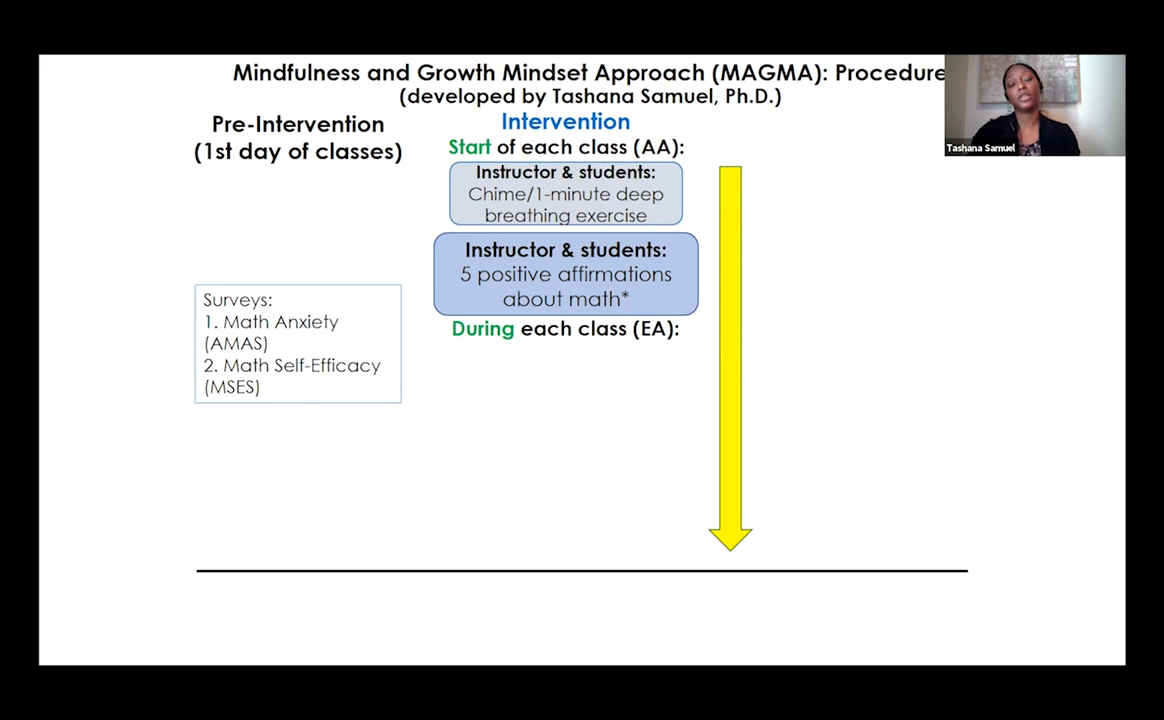 Mindfulness and Growth Mindset Approach (MAGMA): Procedure
(developed by Tashana Samuel, Ph.D.)
Pre-Intervention
(1st day of classes)
Surveys:
1. Math Anxiety
(AMAS)
2. Math Self-Efficacy
(MSES)
Intervention
Start of each class (AA):
Instructor & students:
Chime/1-minute deep
breathing exercise
Instructor & students:
5 positive affirmations
about math*
During each class (EA):
Tashana Samuel